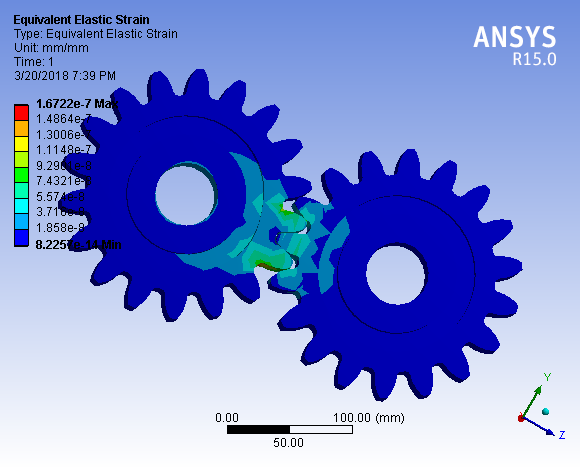 Equivalent Elastic Strain
Type: Equivalent Elastic Strain
Unit: mm/mm
Time: 1
3/20/2018 7:39 PM
ANSYS
R15.0
1.6722e-7 Max
1.4864e-7
1.3006e-7
1.1148e-7
7.4321e-8
1.858e-8
8.2257e-14 Min
Y
Z
0.00
100.00 (mm)
50.00